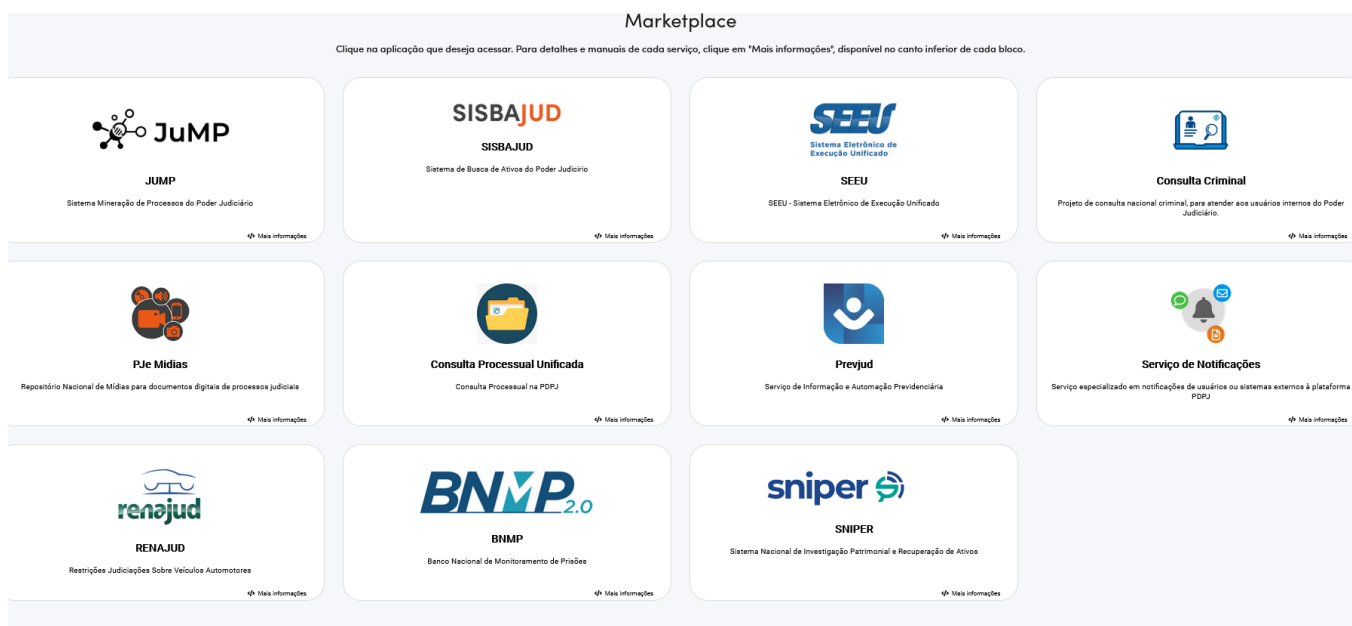 Marketplace
Clique na aplicação que deseja acessar. Para detalhes e manuais de cada serviço, clique em "Mais informações", disponível no canto inferior de cada bloco.
JuMP
JUMP
Sistema Mineração de Processos do Poder Judiciário
</> Mais informações
SISBAJUD
SISBAJUD
Sistema de Busca de Ativos do Poder Judicirio
</> Mais informações
SEEU
Sistema Eletrônico de
Execução Unificado
SEEU
SEEU - Sistema Eletrônico de Execução Unificado
</> Mais informações
Consulta Criminal
Projeto de consulta nacional criminal, para atender aos usuários internos do Poder
Judiciário.
</> Mais informações
PJe Mídias
Repositório Nacional de Mídias para documentos digitais de processos judiciais
</> Mais informações
Consulta Processual Unificada
Consulta Processual na PDPJ
</> Mais informações
Prevjud
Serviço de Informação e Automação Previdenciária
</> Mais informações
Serviço de Notificações
Serviço especializado em notificações de usuários ou sistemas externos à plataforma
PDPJ
</> Mais informações
renajud
RENAJUD
Restrições Judiciações Sobre Veículos Automotores
</> Mais informações
BNMP 2.0
BNMP
Banco Nacional de Monitoramento de Prisões
</> Mais informações
sniper
SNIPER
Sistema Nacional de Investigação Patrimonial e Recuperação de Ativos
</> Mais informações